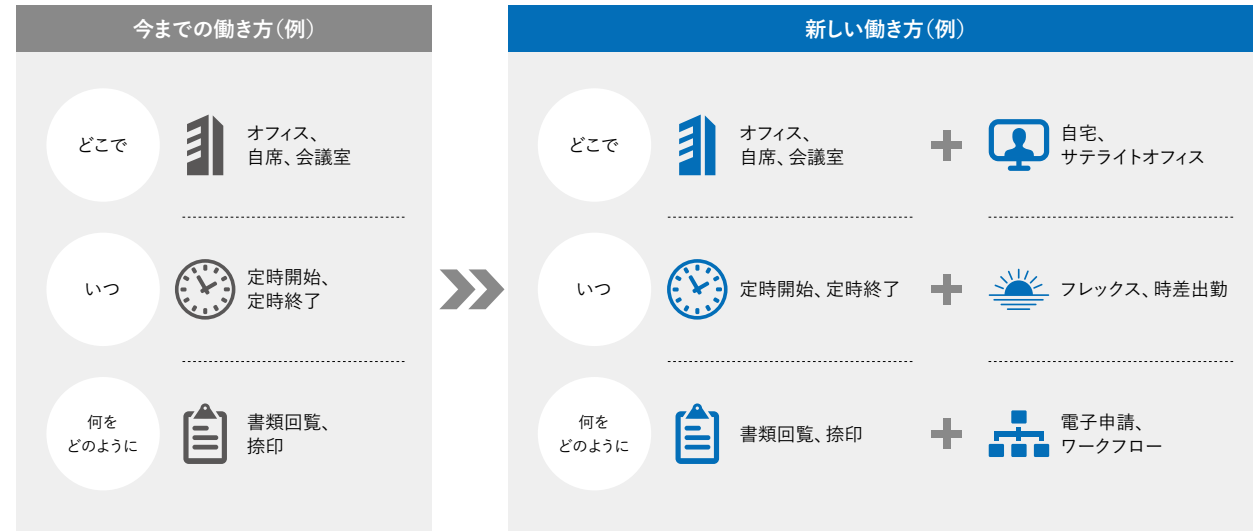 今までの働き方(例)
どこで
オフィス、
自席、会議室
いつ
定時開始、
定時終了
何を
どのように
書類回覧、
捺印
新しい働き方(例)
どこで
オフィス、
自席、会議室
自宅、
サテライトオフィス
いつ
定時開始、定時終了
フレックス、時差出勤
何を
どのように
書類回覧、捺印
電子申請、
ワークフロー